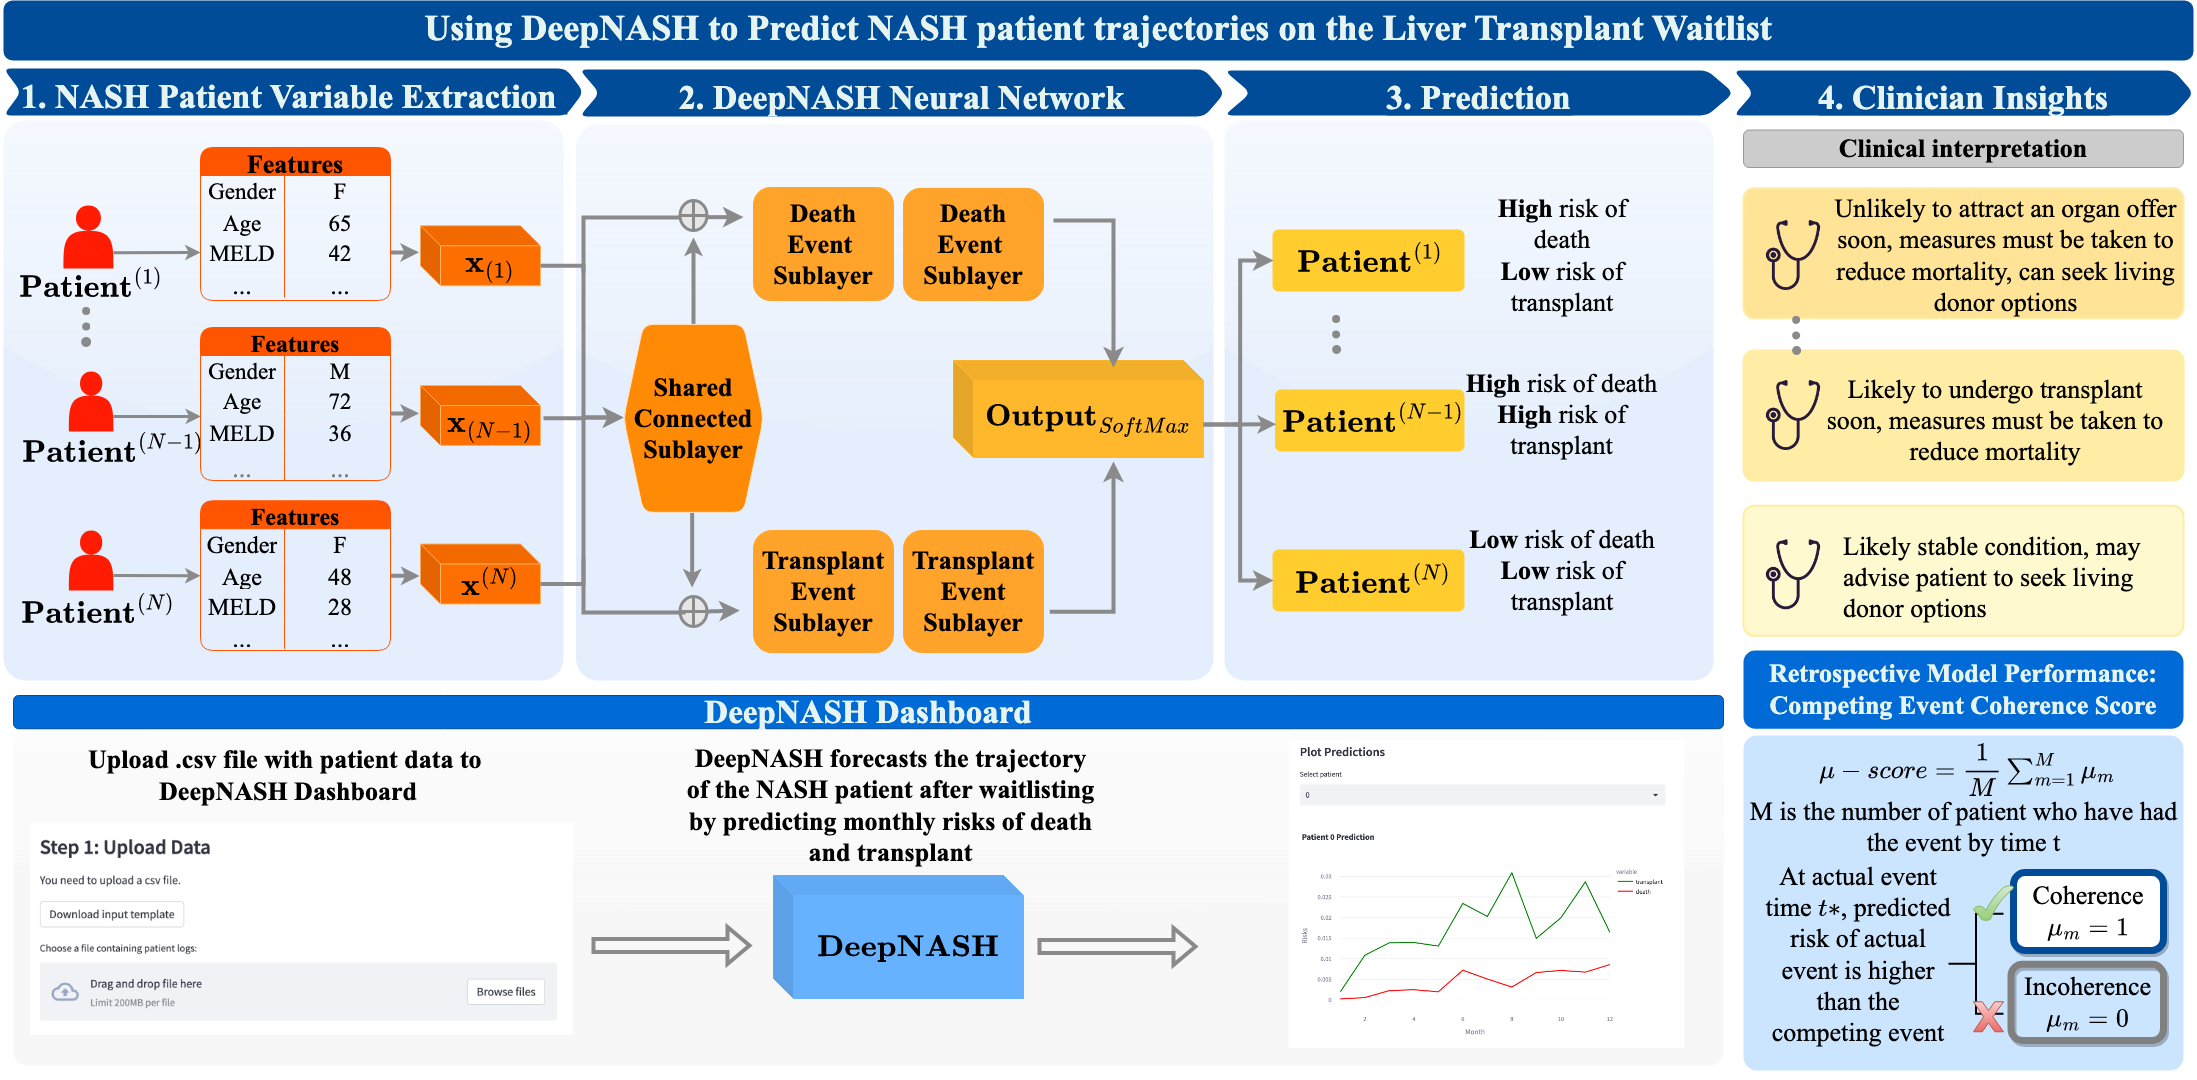 Using DeepNASH to Predict NASH patient trajectories on the Liver Transplant Waitlist
1. NASH Patient Variable Extraction
Features
Gender F
Age 65
MELD 42
... ...
Patient^(1)
x_(1)
Features
Gender M
Age 72
MELD 36
... ...
Patient^(N−1)
x_(N−1)
Features
Gender F
Age 48
MELD 28
... ...
Patient^(N)
x^(N)
2. DeepNASH Neural Network
Death
Event
Sublayer
Death
Event
Sublayer
Shared
Connected
Sublayer
Output_SoftMax
Transplant
Event
Sublayer
Transplant
Event
Sublayer
3. Prediction
Patient^(1)
High risk of
death
Low risk of
transplant
Patient^(N−1)
High risk of death
High risk of
transplant
Patient^(N)
Low risk of death
Low risk of
transplant
4. Clinician Insights
Clinical interpretation
Unlikely to attract an organ offer
soon, measures must be taken to
reduce mortality, can seek living
donor options
Likely to undergo transplant
soon, measures must be taken to
reduce mortality
Likely stable condition, may
advise patient to seek living
donor options
Retrospective Model Performance:
Competing Event Coherence Score
μ − score = 1/M ∑_{m=1}^{M} μ_m
M is the number of patient who have had
the event by time t
At actual event
time t∗, predicted
risk of actual
event is higher
than the
competing event
Coherence
μ_m = 1
Incoherence
μ_m = 0
DeepNASH Dashboard
Upload .csv file with patient data to
DeepNASH Dashboard
Step 1: Upload Data
You need to upload a csv file.
Download input template
Choose a file containing patient logs:
Drag and drop file here
Limit 200MB per file
Browse files
DeepNASH forecasts the trajectory
of the NASH patient after waitlisting
by predicting monthly risks of death
and transplant
DeepNASH
Plot Predictions
Select patient
0
Patient 0 Prediction
variable
transplant
death
Risks
0.03
0.025
0.02
0.015
0.01
0.005
0
2 4 6 8 10 12
Month